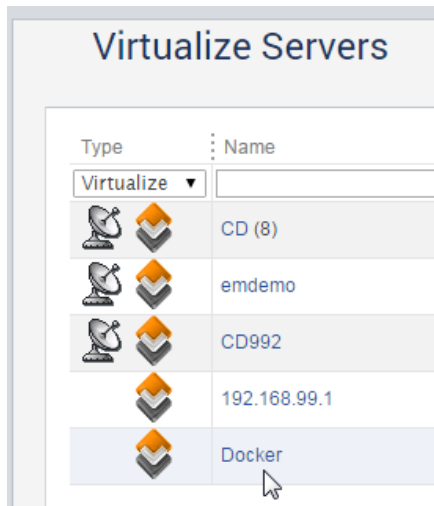 Virtualize Servers
Type Name
Virtualize
CD (8)
emdemo
CD992
192.168.99.1
Docker